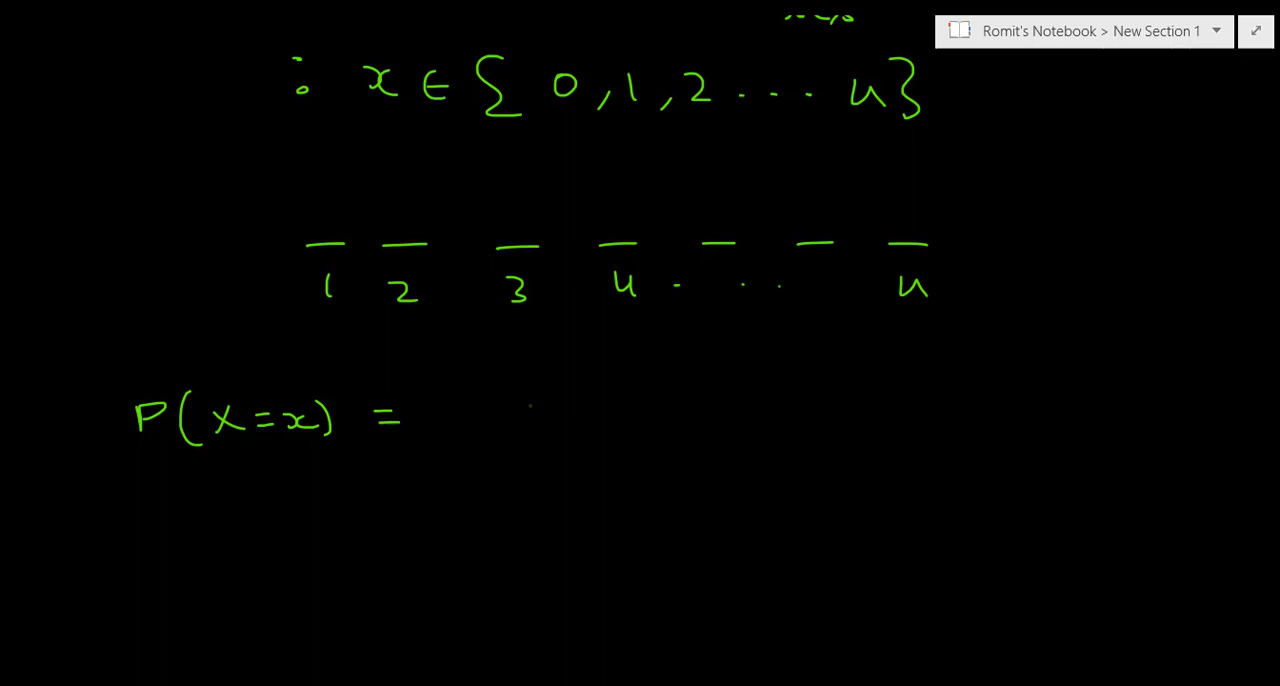 Romit's Notebook > New Section 1
: x ∈ { 0, 1, 2 ... n }
1 2 3 4 . . . n
P(X=x) =